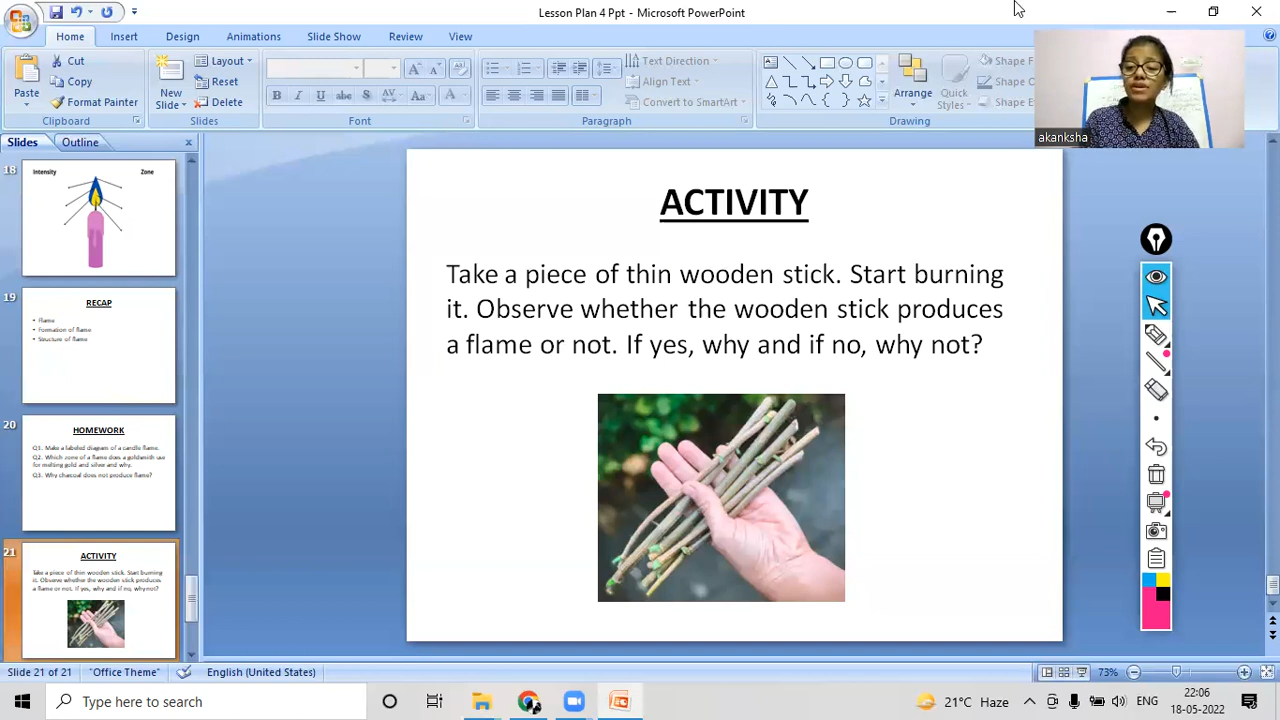 Lesson Plan 4 Ppt - Microsoft PowerPoint
Home Insert Design Animations Slide Show Review View
Cut
Copy
Format Painter
Paste
Clipboard
New
Slide
Layout
Reset
Delete
Slides
B I U abc S AV Aa A
Font
Text Direction
Align Text
Convert to SmartArt
Paragraph
Arrange
Quick
Styles
Shape F
Shape
Shape E
Drawing
akanksha
Slides Outline
18
Intensity Zone
19
RECAP
• Flame
• Formation of flame
• Structure of flame
20
HOMEWORK
Q1. Make a labeled diagram of a candle flame.
Q2. Which zone of a flame does a goldsmith use
for melting gold and silver and why.
Q3. Why charcoal does not produce flame?
21
ACTIVITY
Take a piece of thin wooden stick. Start burning
it. Observe whether the wooden stick produces
a flame or not. If yes, why and if no, why not?
ACTIVITY
Take a piece of thin wooden stick. Start burning
it. Observe whether the wooden stick produces
a flame or not. If yes, why and if no, why not?
Slide 21 of 21 "Office Theme" English (United States) 73%
Type here to search
21°C Haze
ENG
22:06
18-05-2022